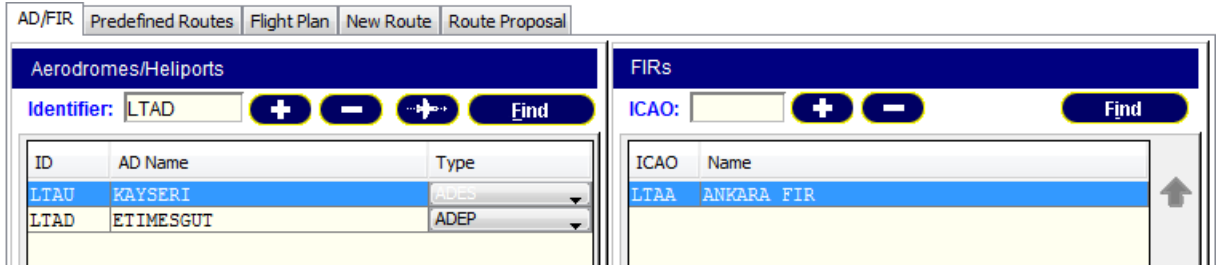 AD/FIR Predefined Routes Flight Plan New Route Route Proposal
Aerodromes/Heliports
Identifier: LTAD Find
ID AD Name Type
LTAU KAYSERI ADES
LTAD ETIMESGUT ADEP
FIRs
ICAO: Find
ICAO Name
LTAA ANKARA FIR